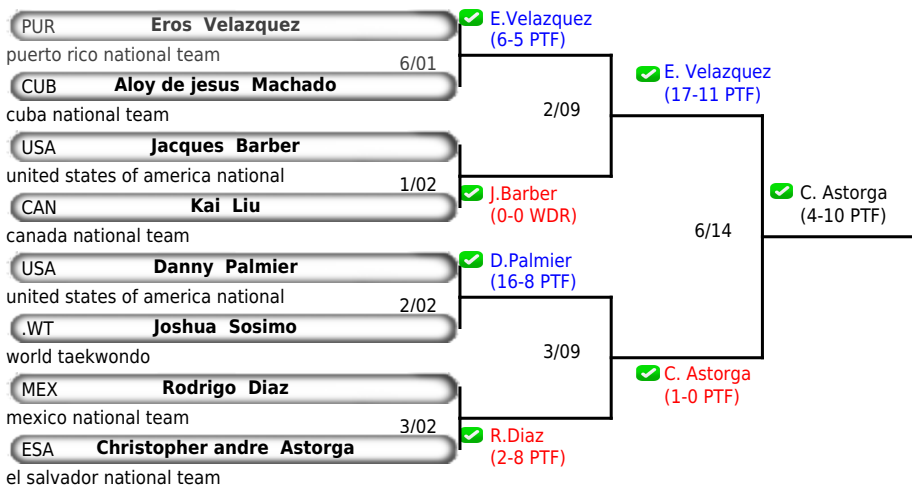 PUR Eros Velazquez
puerto rico national team
6/01
CUB Aloy de jesus Machado
cuba national team
E.Velazquez
(6-5 PTF)
USA Jacques Barber
united states of america national
1/02
CAN Kai Liu
canada national team
J.Barber
(0-0 WDR)
2/09
E. Velazquez
(17-11 PTF)
USA Danny Palmier
united states of america national
2/02
.WT Joshua Sosimo
world taekwondo
D.Palmier
(16-8 PTF)
MEX Rodrigo Diaz
mexico national team
3/02
ESA Christopher andre Astorga
el salvador national team
R.Diaz
(2-8 PTF)
3/09
C. Astorga
(1-0 PTF)
6/14
C. Astorga
(4-10 PTF)